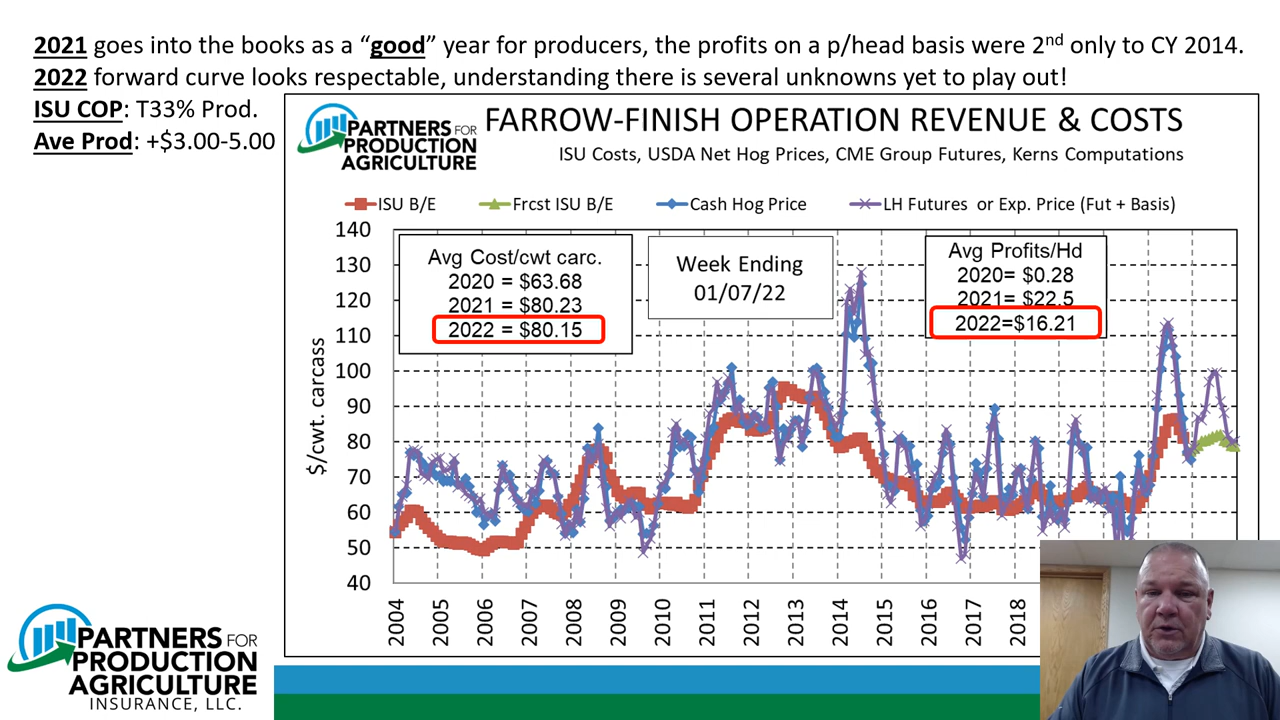 2021 goes into the books as a “good” year for producers, the profits on a p/head basis were 2nd only to CY 2014.
2022 forward curve looks respectable, understanding there is several unknowns yet to play out!
ISU COP: T33% Prod.
Ave Prod: +$3.00-5.00
PARTNERS FOR
PRODUCTION
AGRICULTURE
FARROW-FINISH OPERATION REVENUE & COSTS
ISU Costs, USDA Net Hog Prices, CME Group Futures, Kerns Computations
ISU B/E Frcst ISU B/E Cash Hog Price LH Futures or Exp. Price (Fut + Basis)
$/cwt. carcass
140
130
120
110
100
90
80
70
60
50
40
Avg Cost/cwt carc.
2020 = $63.68
2021 = $80.23
2022 = $80.15
Week Ending
01/07/22
Avg Profits/Hd
2020= $0.28
2021= $22.5
2022=$16.21
2004 2005 2006 2007 2008 2009 2010 2011 2012 2013 2014 2015 2016 2017 2018
PARTNERS FOR
PRODUCTION
AGRICULTURE
INSURANCE, LLC.